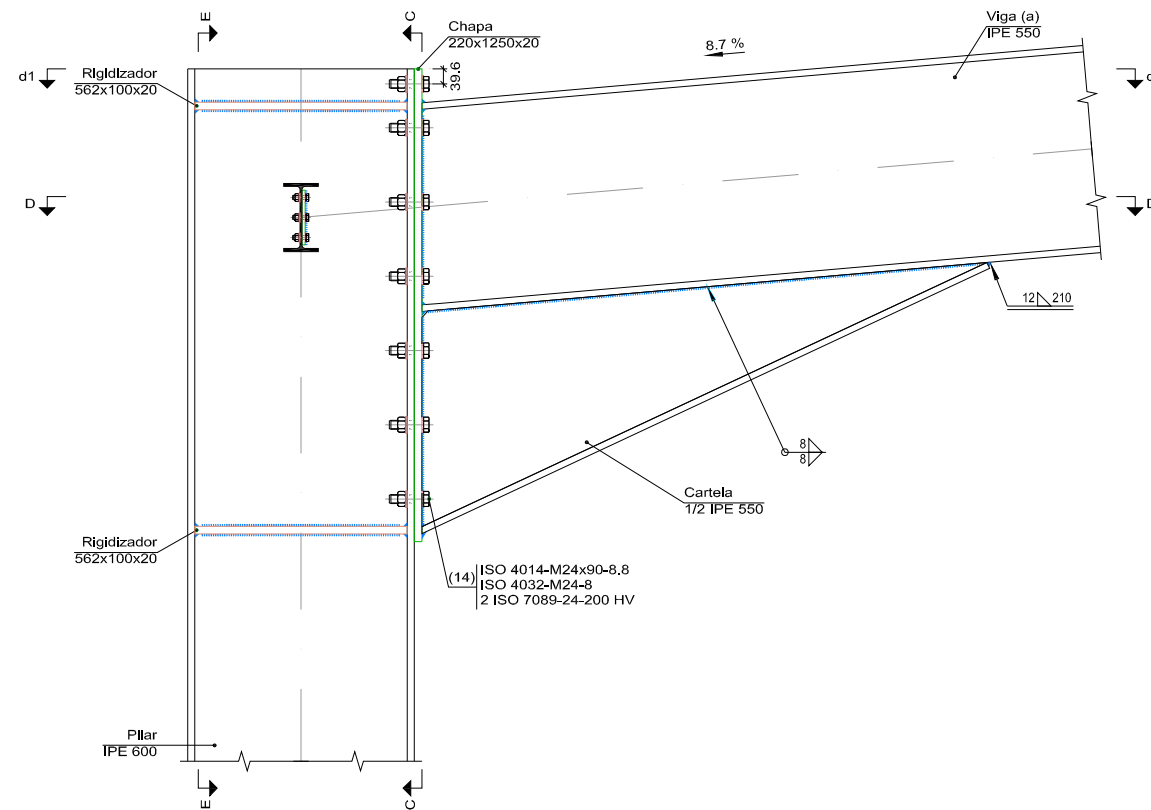 E
C
Chapa
220x1250x20
Viga (a)
IPE 550
8.7 %
39.6
Rigidizador
562x100x20
d1
D
D
12 210
8
8
Cartela
1/2 IPE 550
Rigidizador
562x100x20
(14)
ISO 4014-M24x90-8.8
ISO 4032-M24-8
2 ISO 7089-24-200 HV
Pilar
IPE 600
E
C